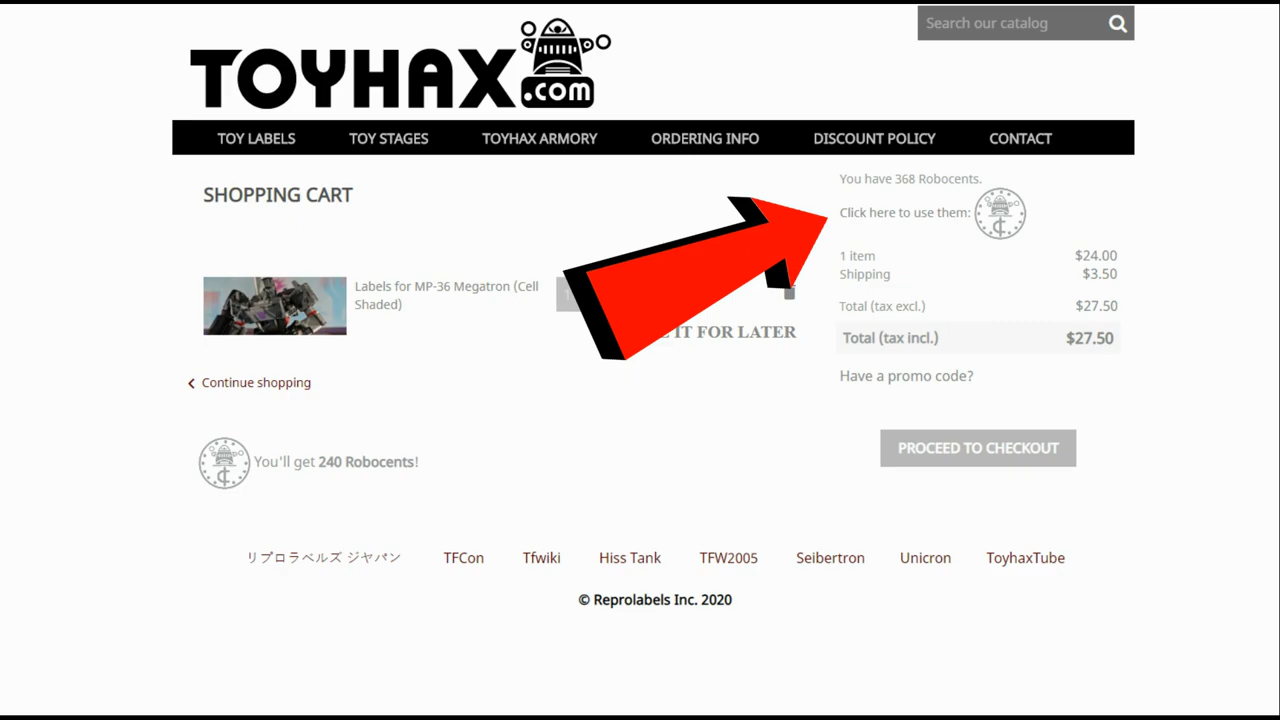 Search our catalog
TOYHAX
.com
TOY LABELS TOY STAGES TOYHAX ARMORY ORDERING INFO DISCOUNT POLICY CONTACT
SHOPPING CART
Labels for MP-36 Megatron (Cell
Shaded)
IT FOR LATER
Continue shopping
You'll get 240 Robocents!
You have 368 Robocents.
Click here to use them:
1 item $24.00
Shipping $3.50
Total (tax excl.) $27.50
Total (tax incl.) $27.50
Have a promo code?
PROCEED TO CHECKOUT
リプロラベルズ ジヤパン TFCon Tfwiki Hiss Tank TFW2005 Seibertron Unicron ToyhaxTube
© Reprolabels Inc. 2020